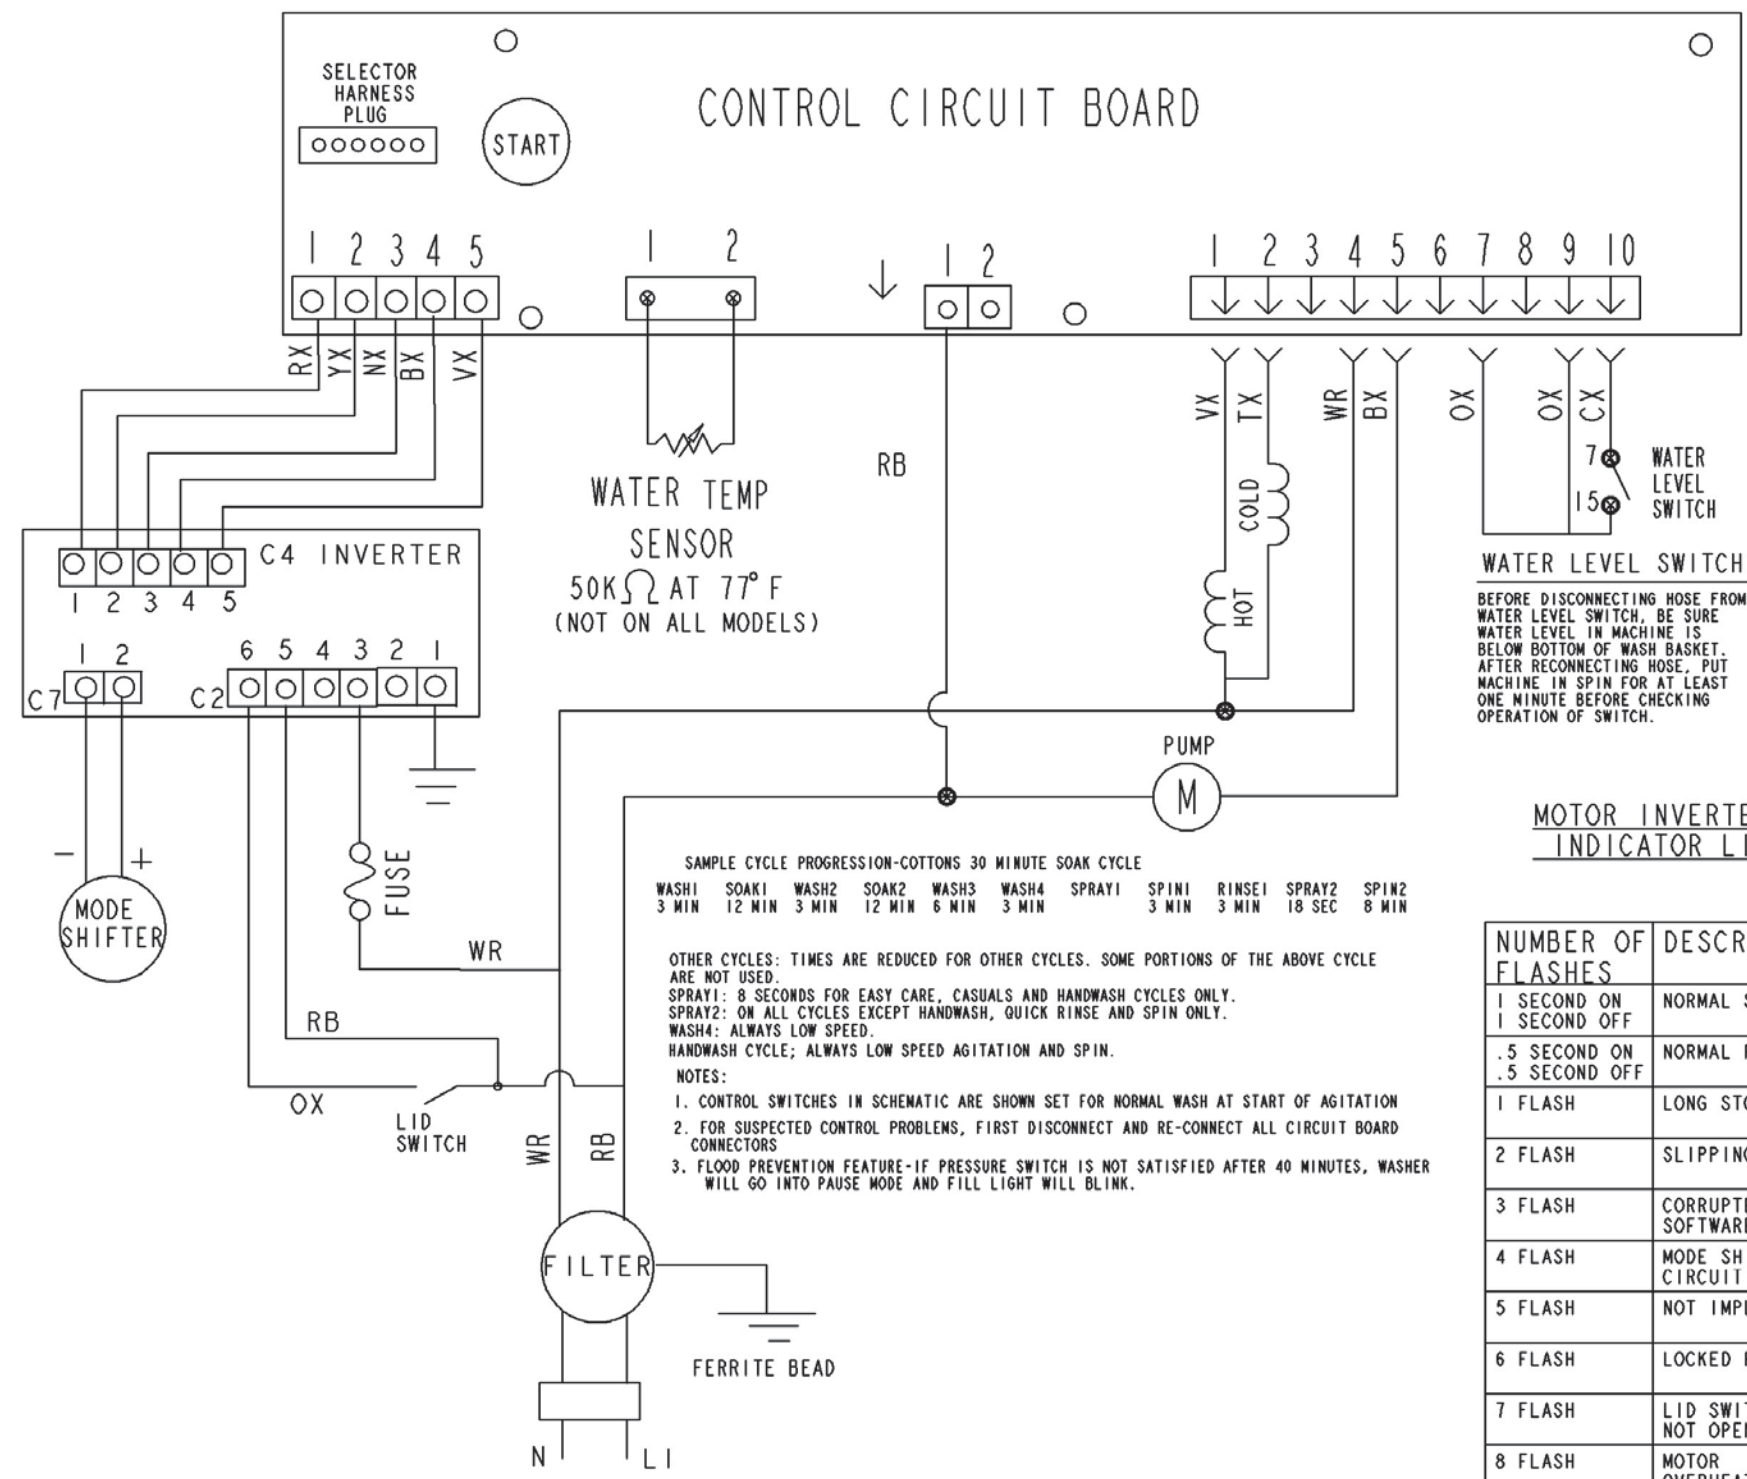 SELECTOR
HARNESS
PLUG
START
CONTROL CIRCUIT BOARD
1 2 3 4 5
1 2
1 2
1 2 3 4 5 6 7 8 9 10
RX
YX
NX
BX
VX
VX
TX
WR
BX
OX
OX
CX
RB
7
15
WATER
LEVEL
SWITCH
WATER TEMP
SENSOR
50KΩ AT 77°F
(NOT ON ALL MODELS)
COLD
HOT
C4 INVERTER
1 2 3 4 5
1 2
C7
6 5 4 3 2 1
C2
WATER LEVEL SWITCH
BEFORE DISCONNECTING HOSE FROM
WATER LEVEL SWITCH, BE SURE
WATER LEVEL IN MACHINE IS
BELOW BOTTOM OF WASH BASKET.
AFTER RECONNECTING HOSE, PUT
MACHINE IN SPIN FOR AT LEAST
ONE MINUTE BEFORE CHECKING
OPERATION OF SWITCH.
PUMP
M
- +
MODE
SHIFTER
FUSE
WR
RB
OX
LID
SWITCH
WR
RB
SAMPLE CYCLE PROGRESSION-COTTONS 30 MINUTE SOAK CYCLE
WASH1 SOAK1 WASH2 SOAK2 WASH3 WASH4 SPRAY1 SPIN1 RINSE1 SPRAY2 SPIN2
3 MIN 12 MIN 3 MIN 12 MIN 6 MIN 3 MIN 3 MIN 3 MIN 18 SEC 8 MIN
OTHER CYCLES: TIMES ARE REDUCED FOR OTHER CYCLES. SOME PORTIONS OF THE ABOVE CYCLE
ARE NOT USED.
SPRAY1: 8 SECONDS FOR EASY CARE, CASUALS AND HANDWASH CYCLES ONLY.
SPRAY2: ON ALL CYCLES EXCEPT HANDWASH, QUICK RINSE AND SPIN ONLY.
WASH4: ALWAYS LOW SPEED.
HANDWASH CYCLE; ALWAYS LOW SPEED AGITATION AND SPIN.
NOTES:
1. CONTROL SWITCHES IN SCHEMATIC ARE SHOWN SET FOR NORMAL WASH AT START OF AGITATION
2. FOR SUSPECTED CONTROL PROBLEMS, FIRST DISCONNECT AND RE-CONNECT ALL CIRCUIT BOARD
CONNECTORS
3. FLOOD PREVENTION FEATURE-IF PRESSURE SWITCH IS NOT SATISFIED AFTER 40 MINUTES, WASHER
WILL GO INTO PAUSE MODE AND FILL LIGHT WILL BLINK.
FILTER
FERRITE BEAD
N L1
MOTOR INVERTE
INDICATOR LI
NUMBER OF DESCR
FLASHES
1 SECOND ON NORMAL S
1 SECOND OFF
.5 SECOND ON NORMAL
.5 SECOND OFF
1 FLASH LONG STO
2 FLASH SLIPPING
3 FLASH CORRUPTE
SOFTWARE
4 FLASH MODE SH
CIRCUIT
5 FLASH NOT IMPL
6 FLASH LOCKED
7 FLASH LID SWIT
NOT OPE
8 FLASH MOTOR